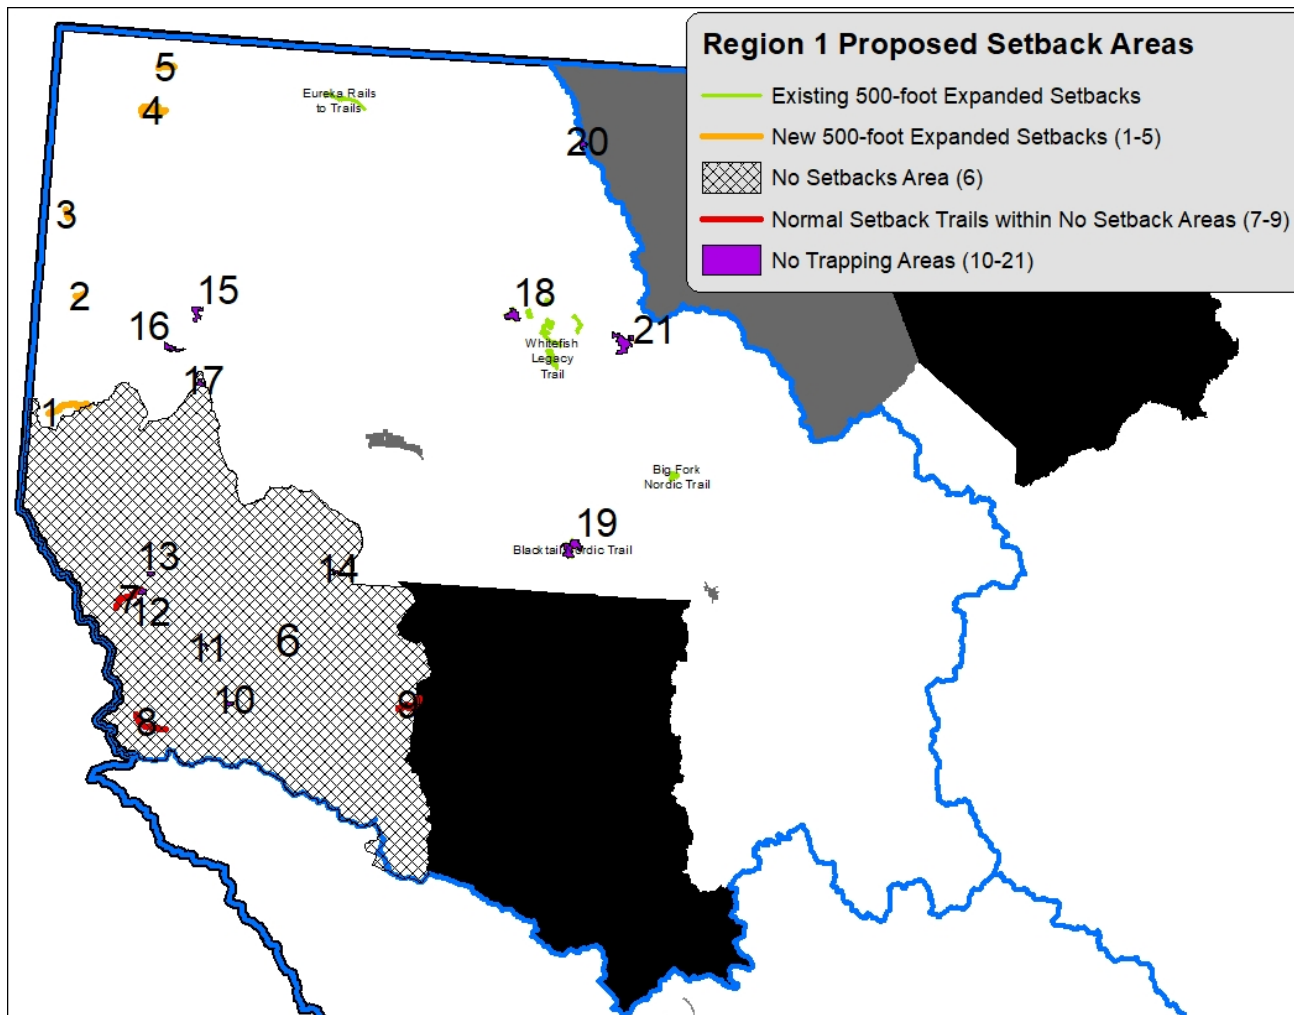 Region 1 Proposed Setback Areas
Existing 500-foot Expanded Setbacks
New 500-foot Expanded Setbacks (1-5)
No Setbacks Area (6)
Normal Setback Trails within No Setback Areas (7-9)
No Trapping Areas (10-21)
5
4
Eureka Rails
to Trails
20
3
2
15
16
18
21
Whitefish
Legacy
Trail
17
1
Big Fork
Nordic Trail
19
Blacktail Nordic Trail
13
14
7
12
11
6
10
9
8